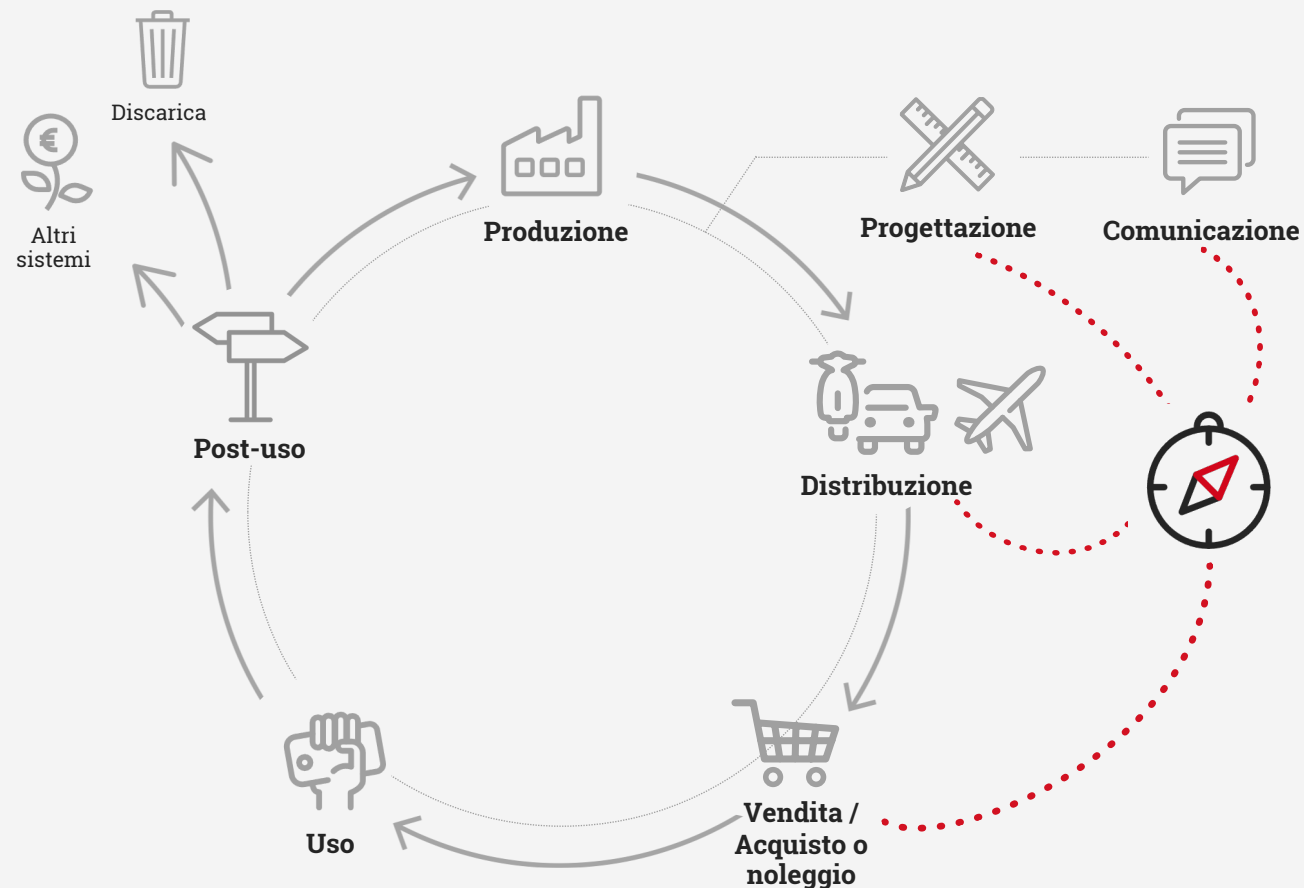 Discarica
€
Altri
sistemi
Produzione
Progettazione
Comunicazione
Post-uso
Distribuzione
Uso
Vendita /
Acquisto o
noleggio